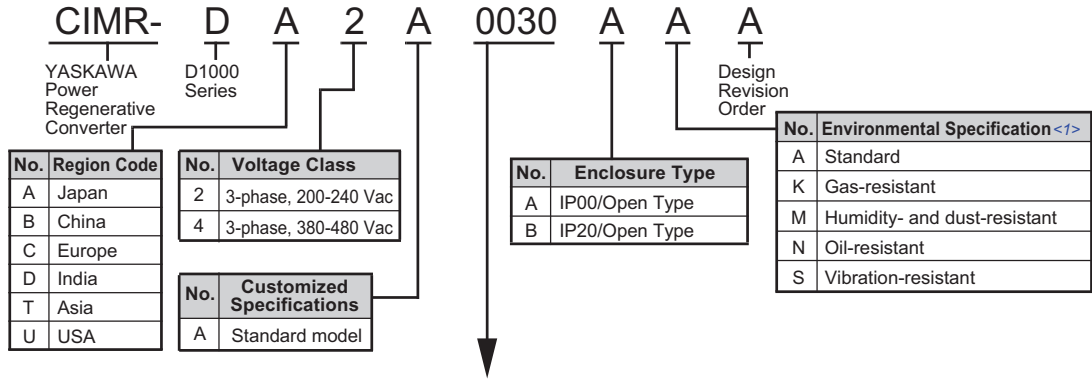 CIMR- D A 2 A 0030 A A A
YASKAWA
Power
Regenerative
Converter
D1000
Series
Design
Revision
Order
No. Region Code
A Japan
B China
C Europe
D India
T Asia
U USA
No. Voltage Class
2 3-phase, 200-240 Vac
4 3-phase, 380-480 Vac
No. Customized
Specifications
A Standard model
No. Enclosure Type
A IP00/Open Type
B IP20/Open Type
No. Environmental Specification <1>
A Standard
K Gas-resistant
M Humidity- and dust-resistant
N Oil-resistant
S Vibration-resistant